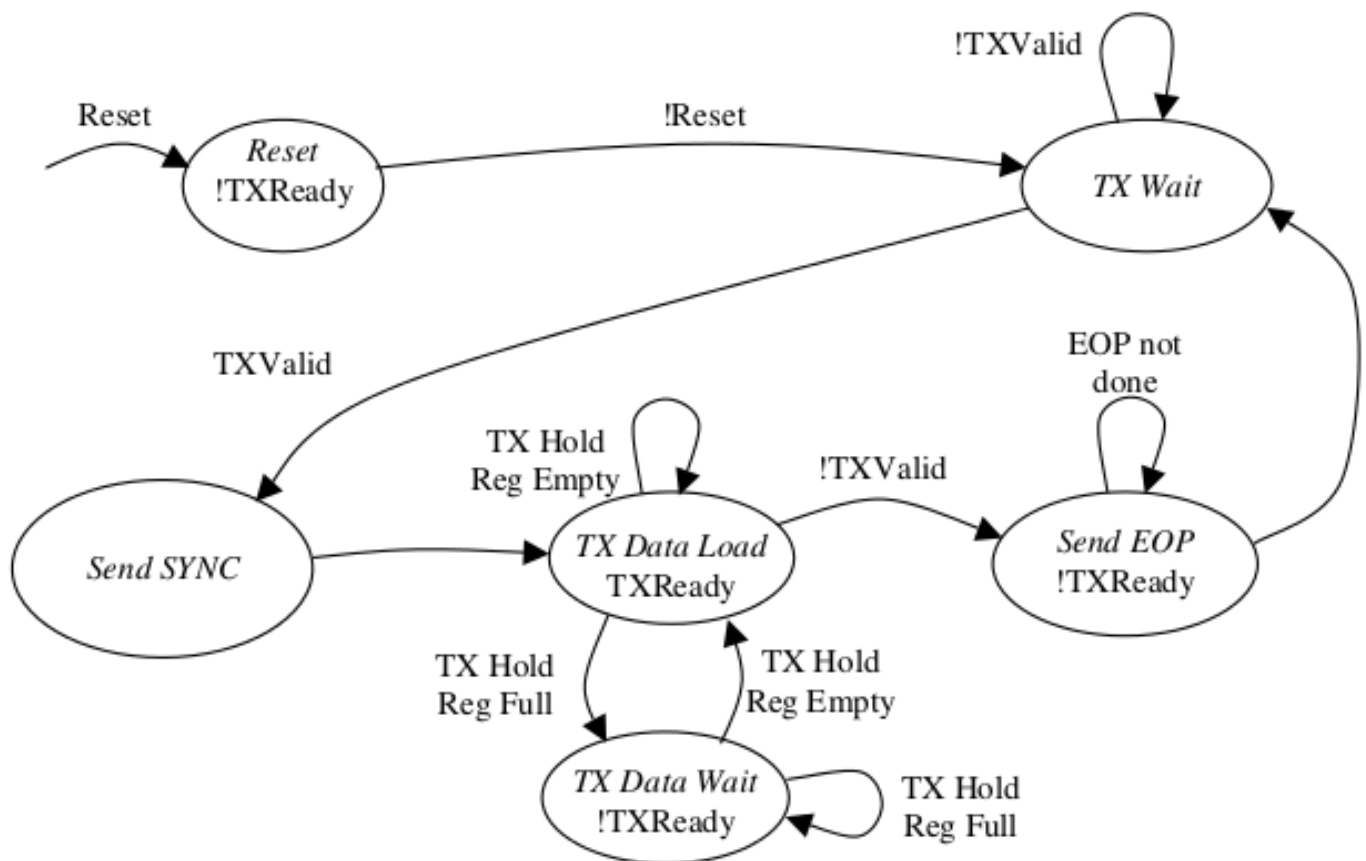 !TXValid
Reset
!Reset
Reset
!TXReady
TX Wait
TXValid
EOP not
done
TX Hold
Reg Empty
!TXValid
Send SYNC
TX Data Load
TXReady
Send EOP
!TXReady
TX Hold
Reg Full
TX Hold
Reg Empty
TX Data Wait
!TXReady
TX Hold
Reg Full